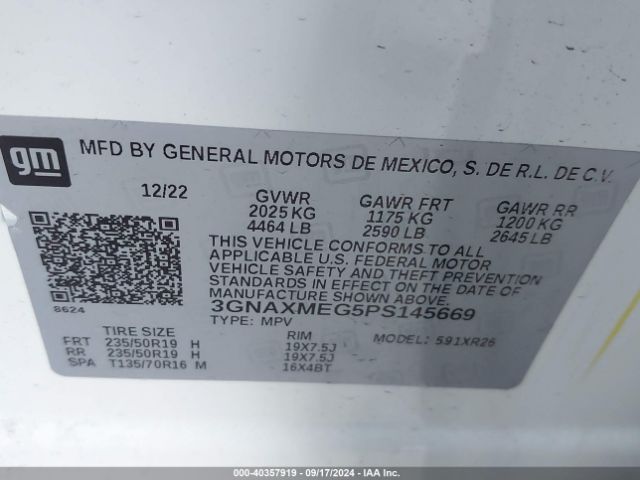 gm
MFD BY GENERAL MOTORS DE MEXICO, S. DE R.L. DE C.V.
12/22 GVWR GAWR FRT GAWR RR
2025 KG 1175 KG 1200 KG
4464 LB 2590 LB 2645 LB
THIS VEHICLE CONFORMS TO ALL
APPLICABLE U.S. FEDERAL MOTOR
VEHICLE SAFETY AND THEFT PREVENTION
STANDARDS IN EFFECT ON THE DATE OF
MANUFACTURE SHOWN ABOVE.
8624 3GNAXMEG5PS145669
TYPE: MPV
TIRE SIZE RIM MODEL: 591XR26
FRT 235/50R19 H 19X7.5J
RR 235/50R19 H 19X7.5J
SPA T135/70R16 M 16X4BT
000-40357919 - 09/17/2024 - IAA Inc.